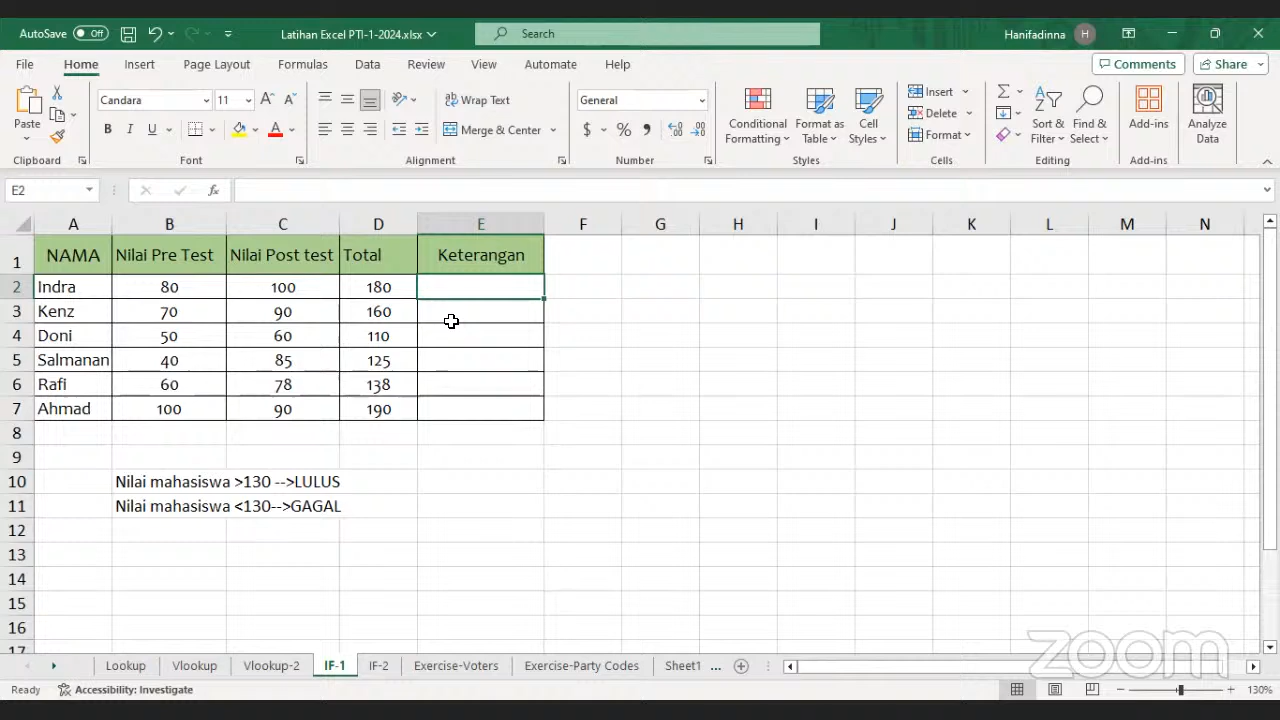 AutoSave Off Latihan Excel PTI-1-2024.xlsx Search Hanifadinna H
File Home Insert Page Layout Formulas Data Review View Automate Help Comments Share
Paste Candara 11 A A Wrap Text General Conditional Formatting Format as Table Cell Styles Insert Delete Format Sort & Filter Find & Select Add-ins Analyze Data
B I U A Merge & Center $ % ,
Clipboard Font Alignment Number Styles Cells Editing Add-ins
E2 fx
A B C D E F G H I J K L M N
1 NAMA Nilai Pre Test Nilai Post test Total Keterangan
2 Indra 80 100 180
3 Kenz 70 90 160
4 Doni 50 60 110
5 Salmanan 40 85 125
6 Rafi 60 78 138
7 Ahmad 100 90 190
8
9
10 Nilai mahasiswa >130 -->LULUS
11 Nilai mahasiswa <130-->GAGAL
12
13
14
15
16
17
zoom
Lookup Vlookup Vlookup-2 IF-1 IF-2 Exercise-Voters Exercise-Party Codes Sheet1 ...
Ready Accessibility: Investigate 130%